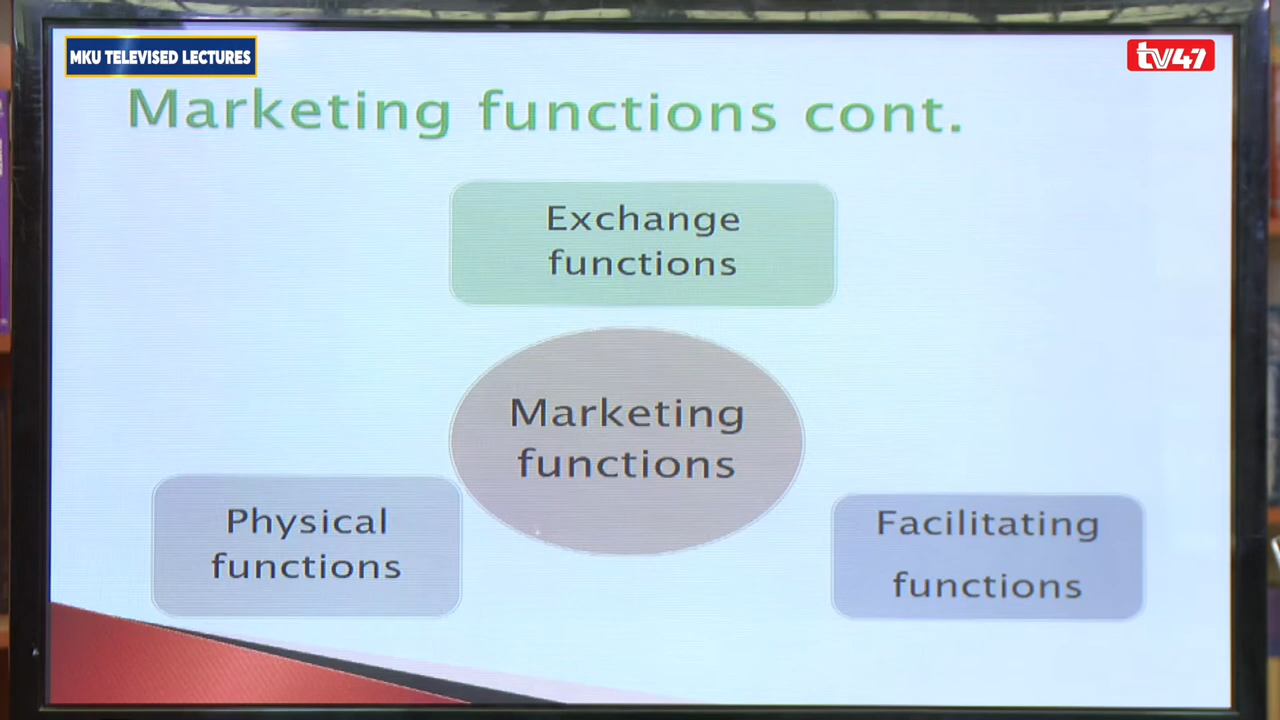 MKU TELEVISED LECTURES
tv47
Marketing functions cont.
Exchange
functions
Marketing
functions
Physical
functions
Facilitating
functions